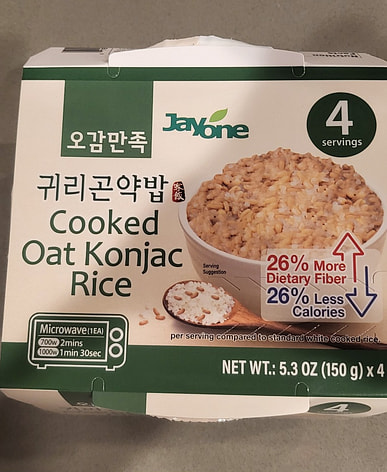 오감만족
Jayone
4
servings
귀리곤약밥
Cooked
Oat Konjac
Rice
Serving
Suggestion
26% More
Dietary Fiber
26% Less
Calories
Microwave(1EA)
700w 2mins
1000w 1min 30sec
per serving compared to standard white cooked rice.
NET WT.: 5.3 OZ (150 g) x 4
4